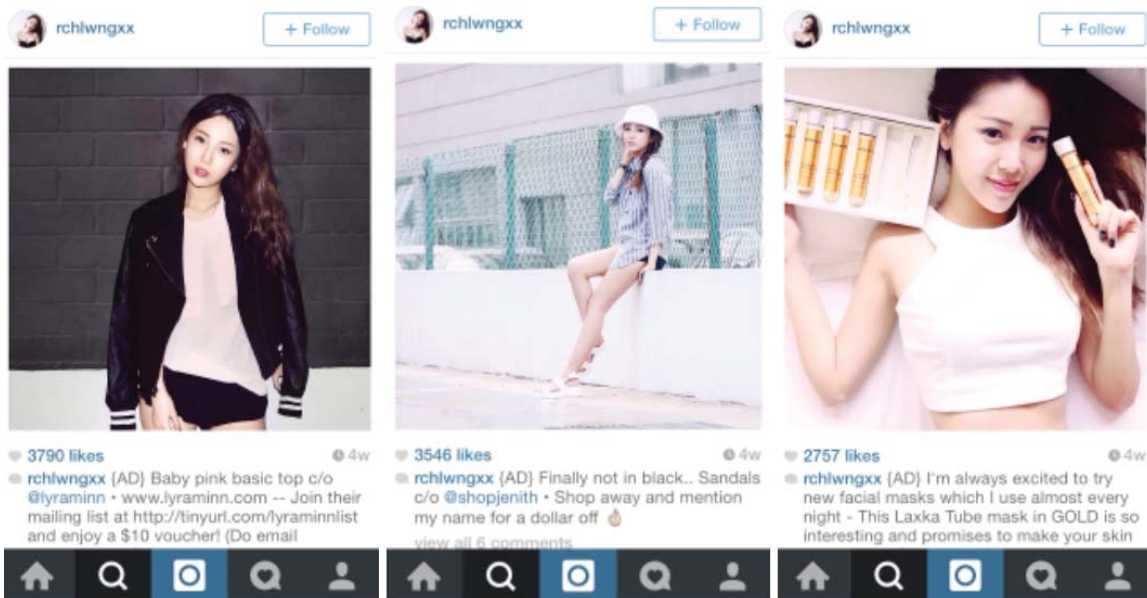 rchlwngxx
+ Follow
3790 likes
4w
rchlwngxx {AD} Baby pink basic top c/o
@lyraminn • www.lyraminn.com -- Join their
mailing list at http://tinyurl.com/lyraminnlist
and enjoy a $10 voucher! (Do email
rchlwngxx
+ Follow
3546 likes
4w
rchlwngxx {AD} Finally not in black.. Sandals
c/o @shopjenith • Shop away and mention
my name for a dollar off 👌
view all 6 comments
rchlwngxx
+ Follow
2757 likes
4w
rchlwngxx {AD} I'm always excited to try
new facial masks which I use almost every
night - This Laxka Tube mask in GOLD is so
interesting and promises to make your skin